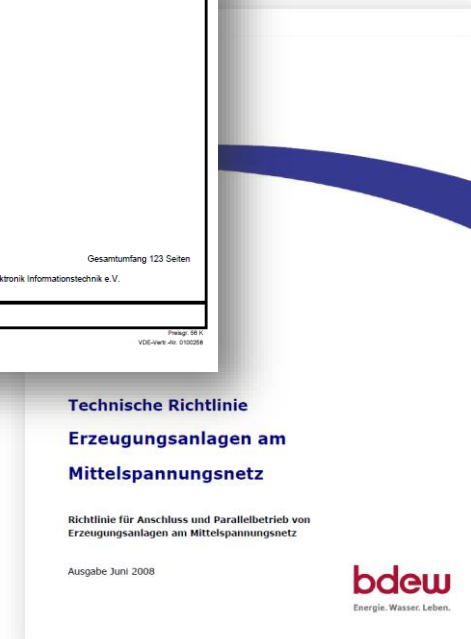 Gesamtumfang 123 Seiten
ktronik Informationstechnik e.V.
Preisgr. 56 K
VDE-Vertr.-Nr. 0100258
Technische Richtlinie
Erzeugungsanlagen am
Mittelspannungsnetz
Richtlinie für Anschluss und Parallelbetrieb von
Erzeugungsanlagen am Mittelspannungsnetz
Ausgabe Juni 2008
bdew
Energie. Wasser. Leben.